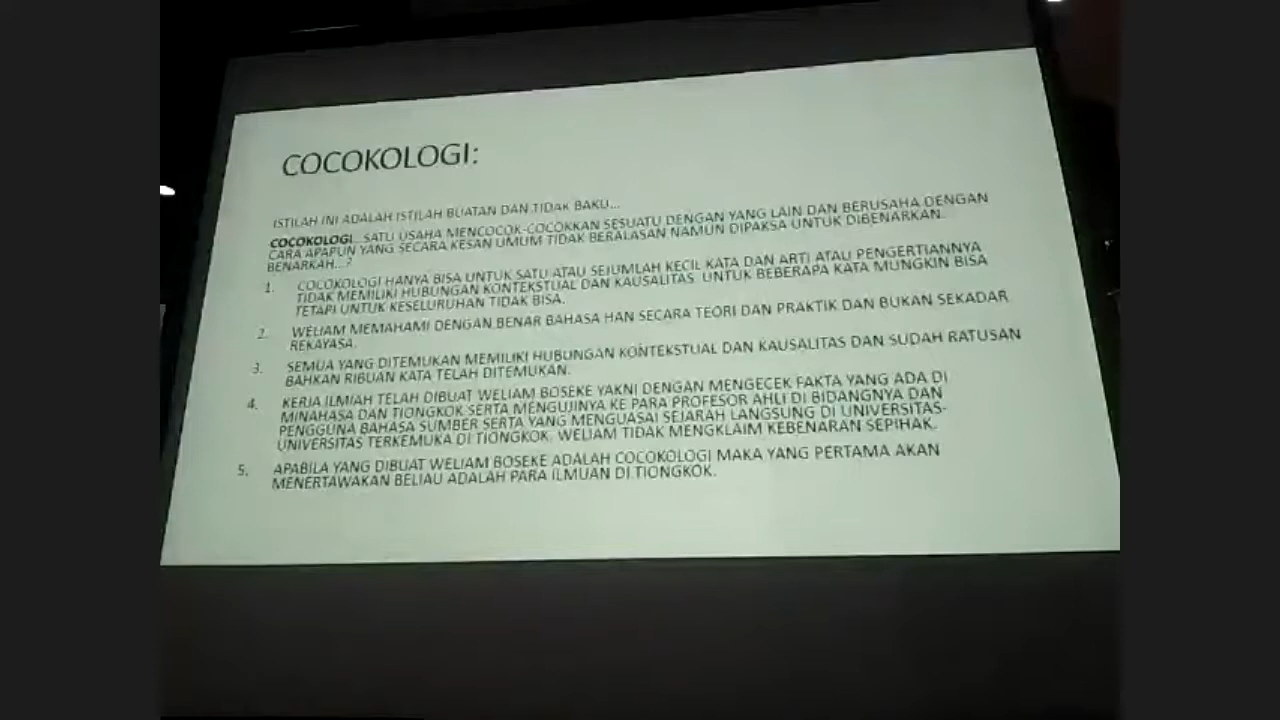 COCOKOLOGI:
ISTILAH INI ADALAH ISTILAH BUATAN DAN TIDAK BAKU...
COCOKOLOGI...SATU USAHA MENCOCOK-COCOKKAN SESUATU DENGAN YANG LAIN DAN BERUSAHA DENGAN
CARA APAPUN YANG SECARA KESAN UMUM TIDAK BERALASAN NAMUN DIPAKSA UNTUK DIBENARKAN.
BENARKAH...?
1. COCOKOLOGI HANYA BISA UNTUK SATU ATAU SEJUMLAH KECIL KATA DAN ARTI ATAU PENGERTIANNYA
TIDAK MEMILIKI HUBUNGAN KONTEKSTUAL DAN KAUSALITAS. UNTUK BEBERAPA KATA MUNGKIN BISA
TETAPI UNTUK KESELURUHAN TIDAK BISA.
2. WELIAM MEMAHAMI DENGAN BENAR BAHASA HAN SECARA TEORI DAN PRAKTIK DAN BUKAN SEKADAR
REKAYASA.
3. SEMUA YANG DITEMUKAN MEMILIKI HUBUNGAN KONTEKSTUAL DAN KAUSALITAS DAN SUDAH RATUSAN
BAHKAN RIBUAN KATA TELAH DITEMUKAN.
4. KERJA ILMIAH TELAH DIBUAT WELIAM BOSEKE YAKNI DENGAN MENGECEK FAKTA YANG ADA DI
MINAHASA DAN TIONGKOK SERTA MENGUJINYA KE PARA PROFESOR AHLI DI BIDANGNYA DAN
PENGGUNA BAHASA SUMBER SERTA YANG MENGUASAI SEJARAH LANGSUNG DI UNIVERSITAS-
UNIVERSITAS TERKEMUKA DI TIONGKOK. WELIAM TIDAK MENGKLAIM KEBENARAN SEPIHAK.
5. APABILA YANG DIBUAT WELIAM BOSEKE ADALAH COCOKOLOGI MAKA YANG PERTAMA AKAN
MENERTAWAKAN BELIAU ADALAH PARA ILMUAN DI TIONGKOK.